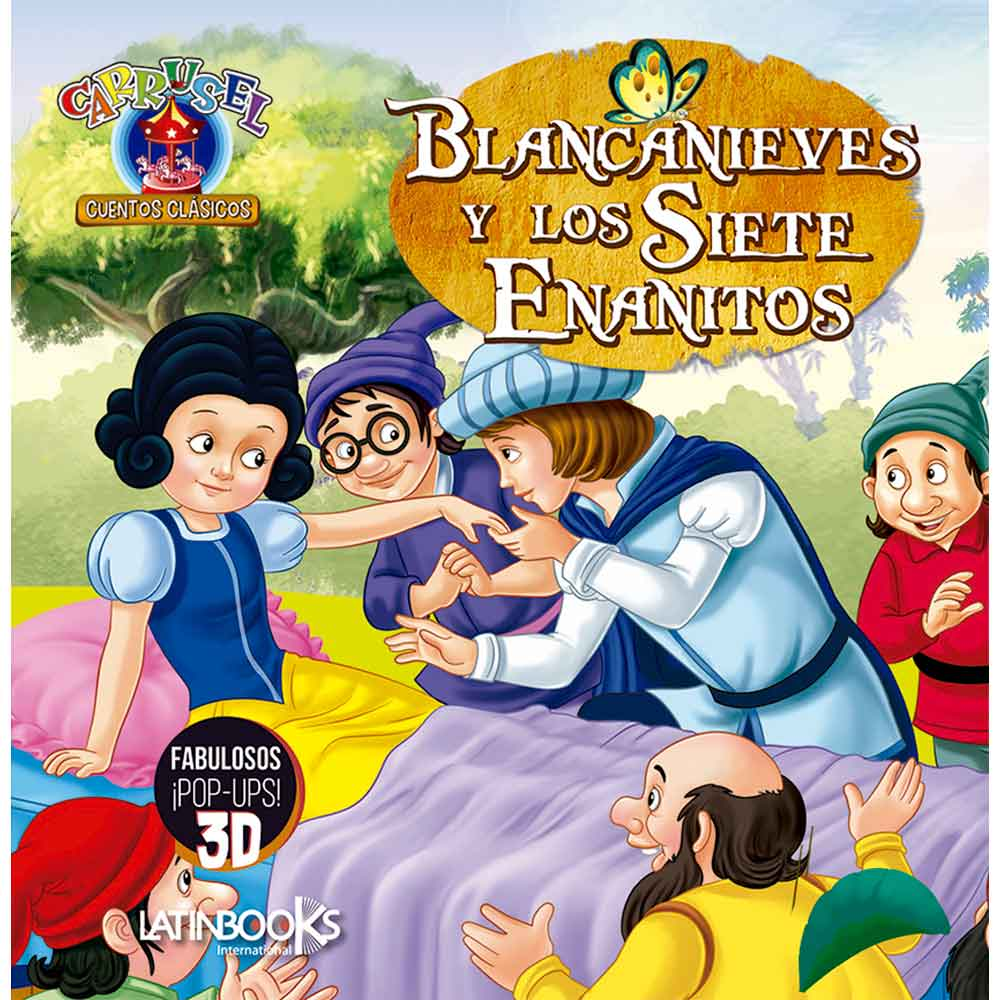 CARRUSEL
CUENTOS CLÁSICOS
BLANCANIEVES
Y LOS SIETE
ENANITOS
FABULOSOS
¡POP-UPS!
3D
LATINBOOKS
International